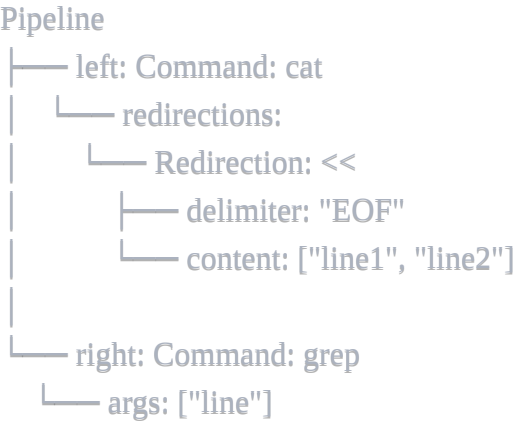 Pipeline
├── left: Command: cat
│   └── redirections:
│       └── Redirection: <<
│           ├── delimiter: "EOF"
│           └── content: ["line1", "line2"]
│
└── right: Command: grep
    └── args: ["line"]